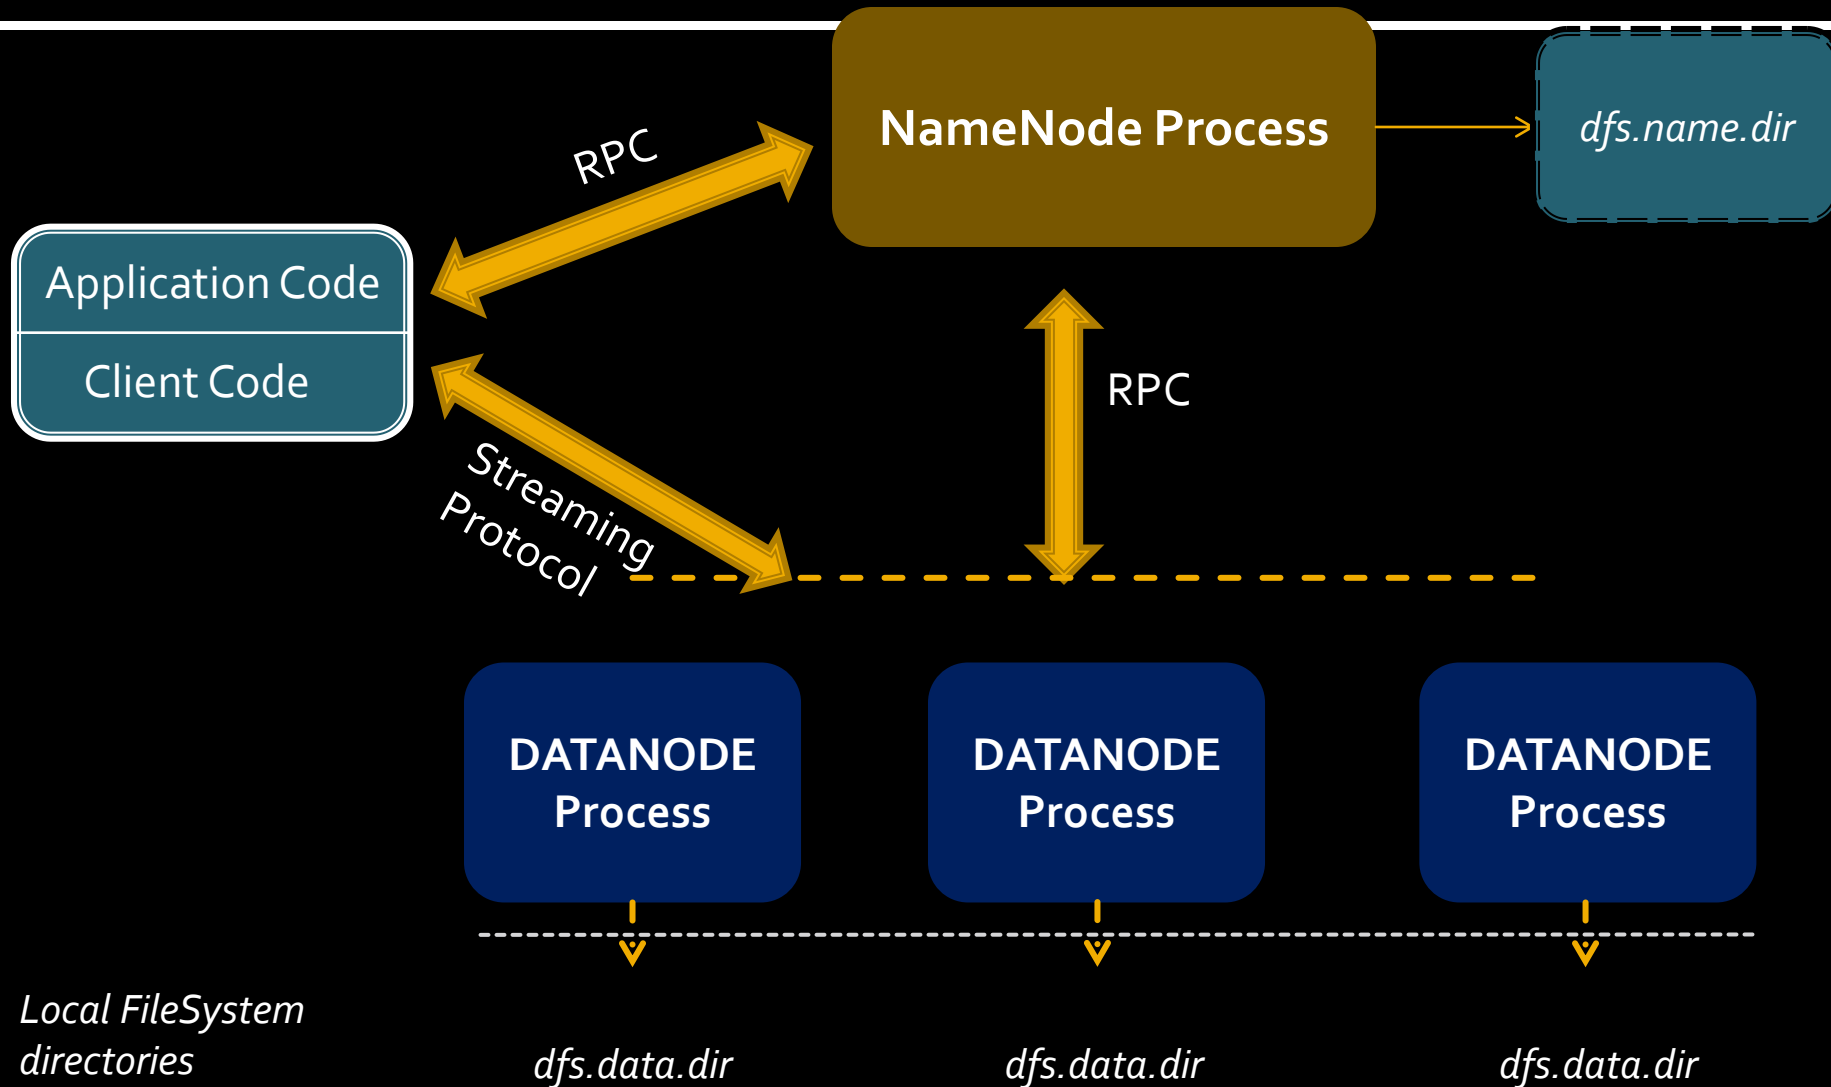 NameNode Process
dfs.name.dir
RPC
Application Code
Client Code
RPC
Streaming
Protocol
DATANODE
Process
DATANODE
Process
DATANODE
Process
Local FileSystem
directories
dfs.data.dir
dfs.data.dir
dfs.data.dir